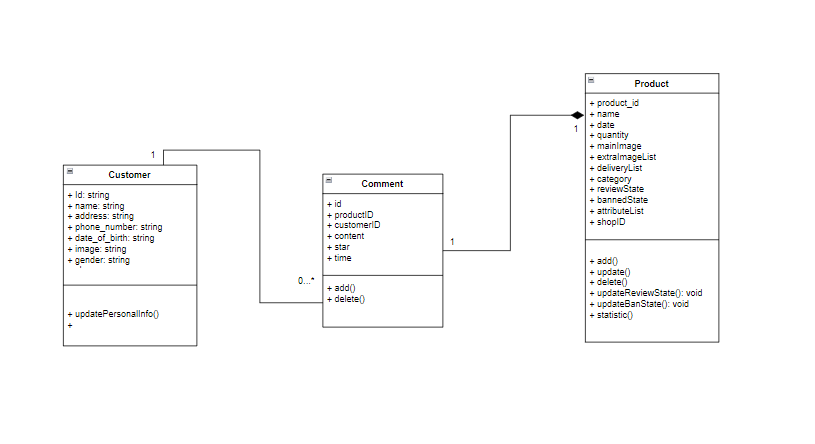 Customer
+ Id: string
+ name: string
+ address: string
+ phone_number: string
+ date_of_birth: string
+ image: string
+ gender: string
+ updatePersonalInfo()
+
1
0...*
Comment
+ id
+ productID
+ customerID
+ content
+ star
+ time
+ add()
+ delete()
1
1
Product
+ product_id
+ name
+ date
+ quantity
+ mainImage
+ extraImageList
+ deliveryList
+ category
+ reviewState
+ bannedState
+ attributeList
+ shopID
+ add()
+ update()
+ delete()
+ updateReviewState(): void
+ updateBanState(): void
+ statistic()